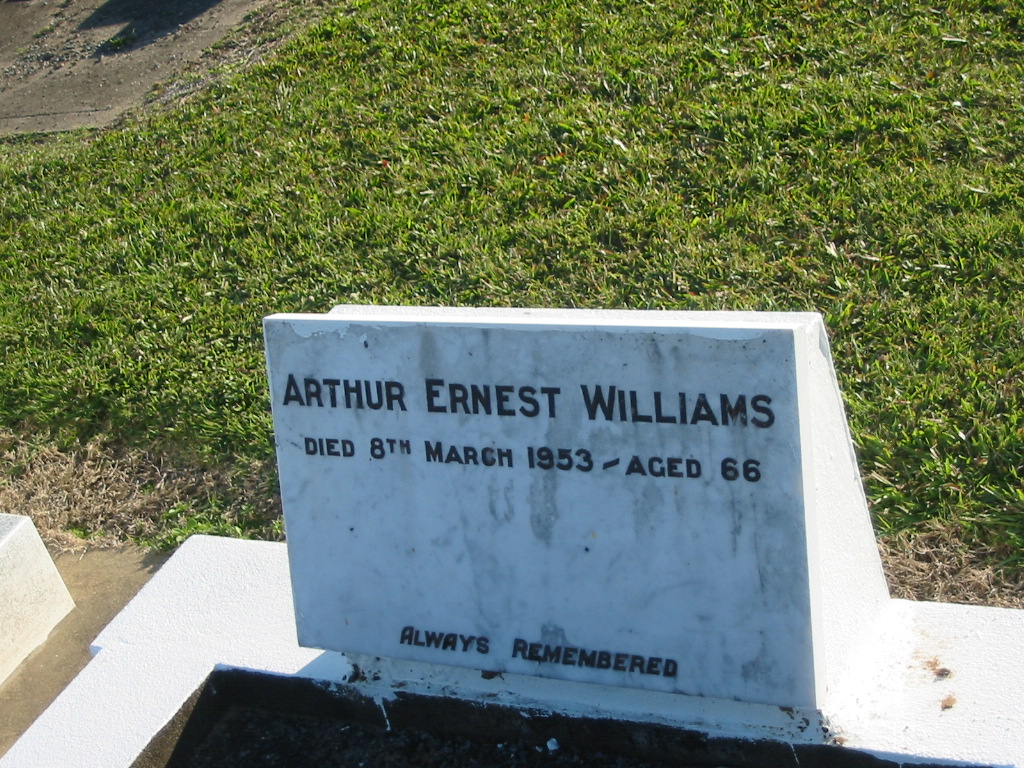 ARTHUR ERNEST WILLIAMS
DIED 8TH MARCH 1953 – AGED 66
ALWAYS REMEMBERED